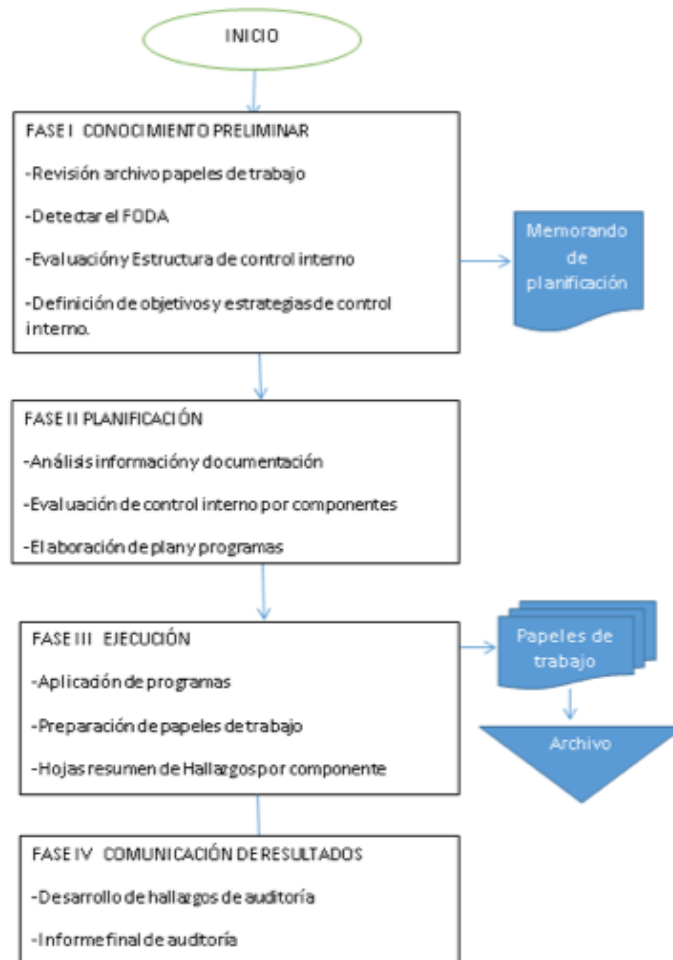 INICIO
FASE I CONOCIMIENTO PRELIMINAR
-Revisión archivo papeles de trabajo
-Detectar el FODA
-Evaluación y Estructura de control interno
-Definición de objetivos y estrategias de control
interno.
Memorando
de
planificación
FASE II PLANIFICACIÓN
-Análisis información y documentación
-Evaluación de control interno por componentes
-Elaboración de plan y programas
FASE III EJECUCIÓN
-Aplicación de programas
-Preparación de papeles de trabajo
-Hojas resumen de Hallazgos por componente
Papeles de
trabajo
Archivo
FASE IV COMUNICACIÓN DE RESULTADOS
-Desarrollo de hallazgos de auditoría
-Informe final de auditoría